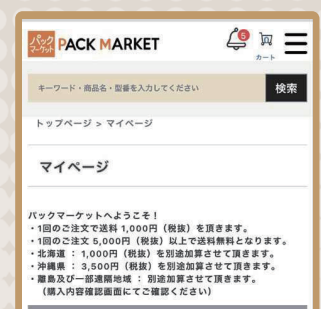 パック
マーケット PACK MARKET
5
カート
キーワード・商品名・型番を入力してください 検索
トップページ > マイページ
マイページ
パックマーケットへようこそ！
・1回のご注文で送料 1,000円（税抜）を頂きます。
・1回のご注文 5,000円（税抜）以上で送料無料となります。
・北海道 ： 1,000円（税抜）を別途加算させて頂きます。
・沖縄県 ： 3,500円（税抜）を別途加算させて頂きます。
・離島及び一部遠隔地域 ： 別途加算させて頂きます。
（購入内容確認画面にてご確認ください）